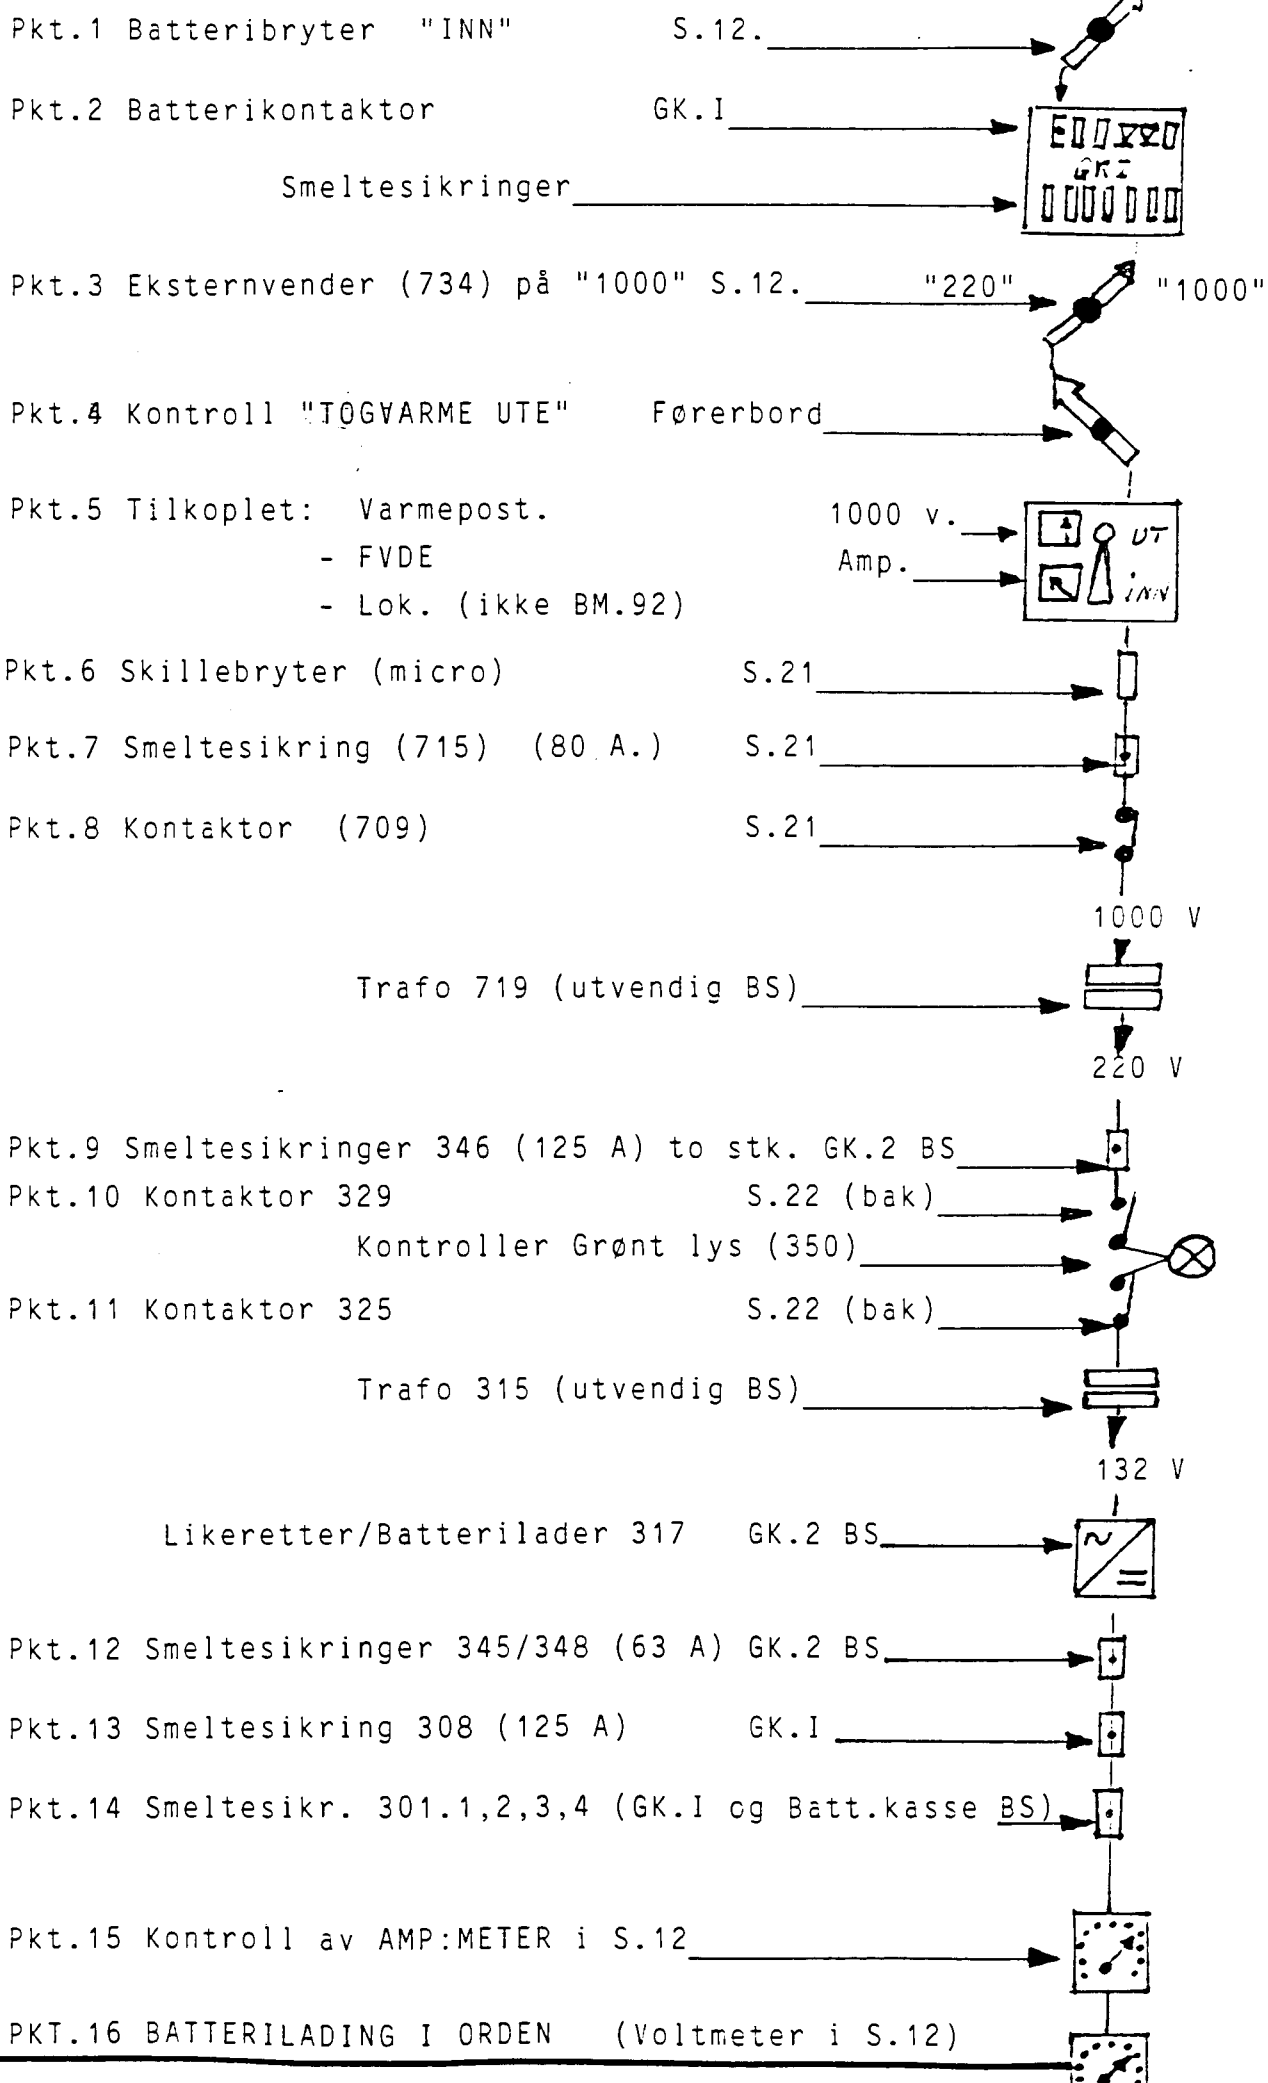 Pkt.1 Batteribryter "INN" S.12.
Pkt.2 Batterikontaktor GK.I
GKI
Smeltesikringer
Pkt.3 Eksternvender (734) på "1000" S.12. "220" "1000"
Pkt.4 Kontroll "TOGVARME UTE" Førerbord
Pkt.5 Tilkoplet: Varmepost. 1000 v. UT
- FVDE Amp.
- Lok. (ikke BM.92) iNN
Pkt.6 Skillebryter (micro) S.21
Pkt.7 Smeltesikring (715) (80 A.) S.21
Pkt.8 Kontaktor (709) S.21
1000 V
Trafo 719 (utvendig BS)
220 V
Pkt.9 Smeltesikringer 346 (125 A) to stk. GK.2 BS
Pkt.10 Kontaktor 329 S.22 (bak)
Kontroller Grønt lys (350)
Pkt.11 Kontaktor 325 S.22 (bak)
Trafo 315 (utvendig BS)
132 V
Likeretter/Batterilader 317 GK.2 BS
Pkt.12 Smeltesikringer 345/348 (63 A) GK.2 BS
Pkt.13 Smeltesikring 308 (125 A) GK.I
Pkt.14 Smeltesikr. 301.1,2,3,4 (GK.I og Batt.kasse BS)
Pkt.15 Kontroll av AMP:METER i S.12
PKT.16 BATTERILADING I ORDEN (Voltmeter i S.12)